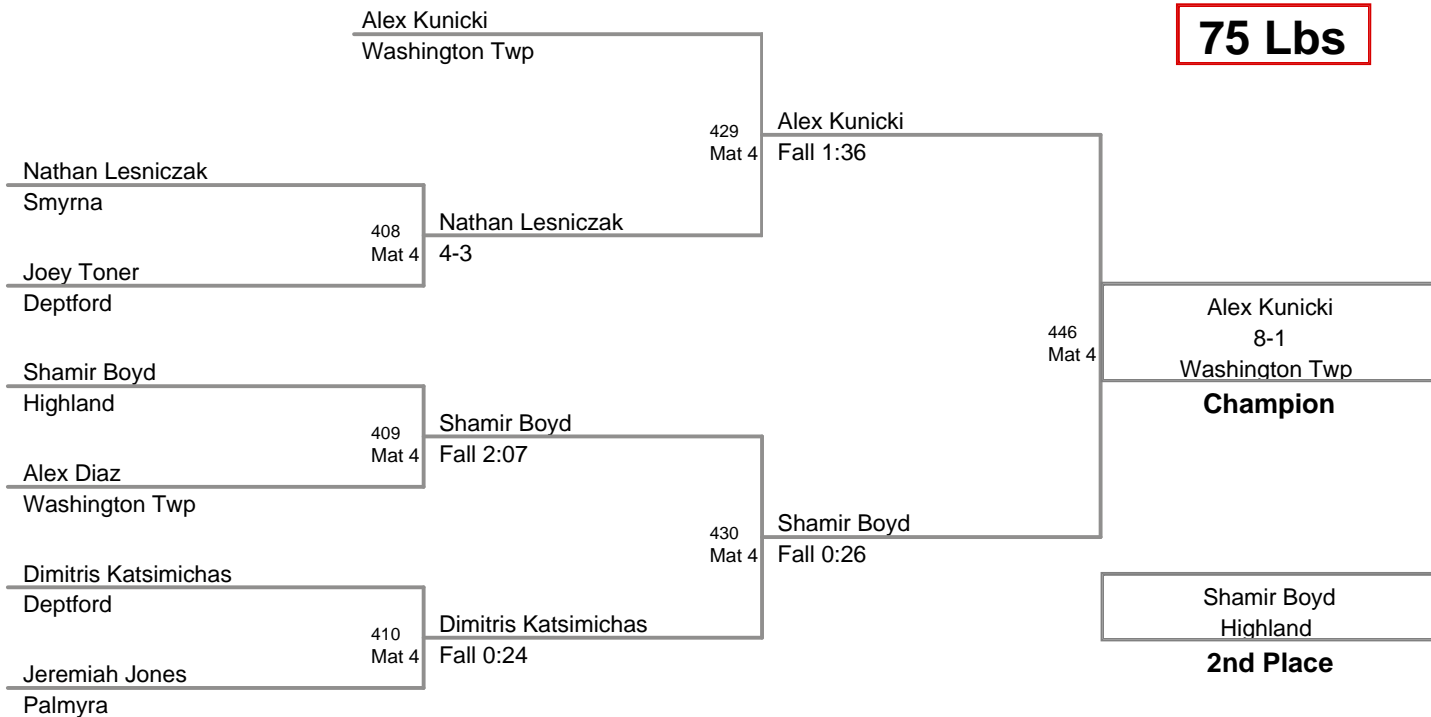 Alex Kunicki
Washington Twp
75 Lbs
429
Mat 4
Alex Kunicki
Fall 1:36
Nathan Lesniczak
Smyrna
408
Mat 4
Nathan Lesniczak
4-3
Joey Toner
Deptford
Alex Kunicki
8-1
Washington Twp
Champion
446
Mat 4
Shamir Boyd
Highland
409
Mat 4
Shamir Boyd
Fall 2:07
Alex Diaz
Washington Twp
430
Mat 4
Shamir Boyd
Fall 0:26
Dimitris Katsimichas
Deptford
410
Mat 4
Dimitris Katsimichas
Fall 0:24
Jeremiah Jones
Palmyra
Shamir Boyd
Highland
2nd Place